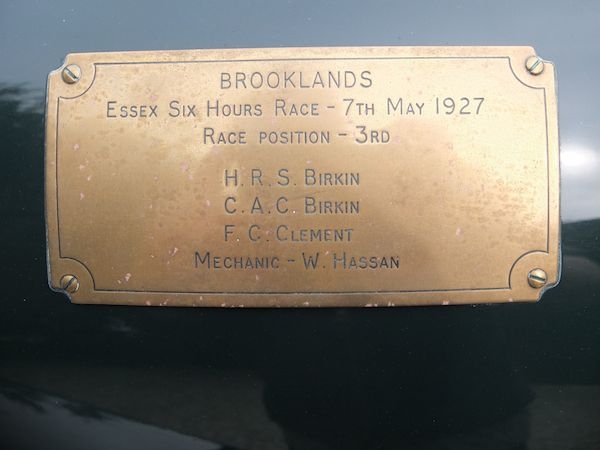 BROOKLANDS
ESSEX SIX HOURS RACE - 7TH MAY 1927
RACE POSITION - 3RD
H. R. S. BIRKIN
C. A. C. BIRKIN
F. C. CLEMENT
MECHANIC - W. HASSAN